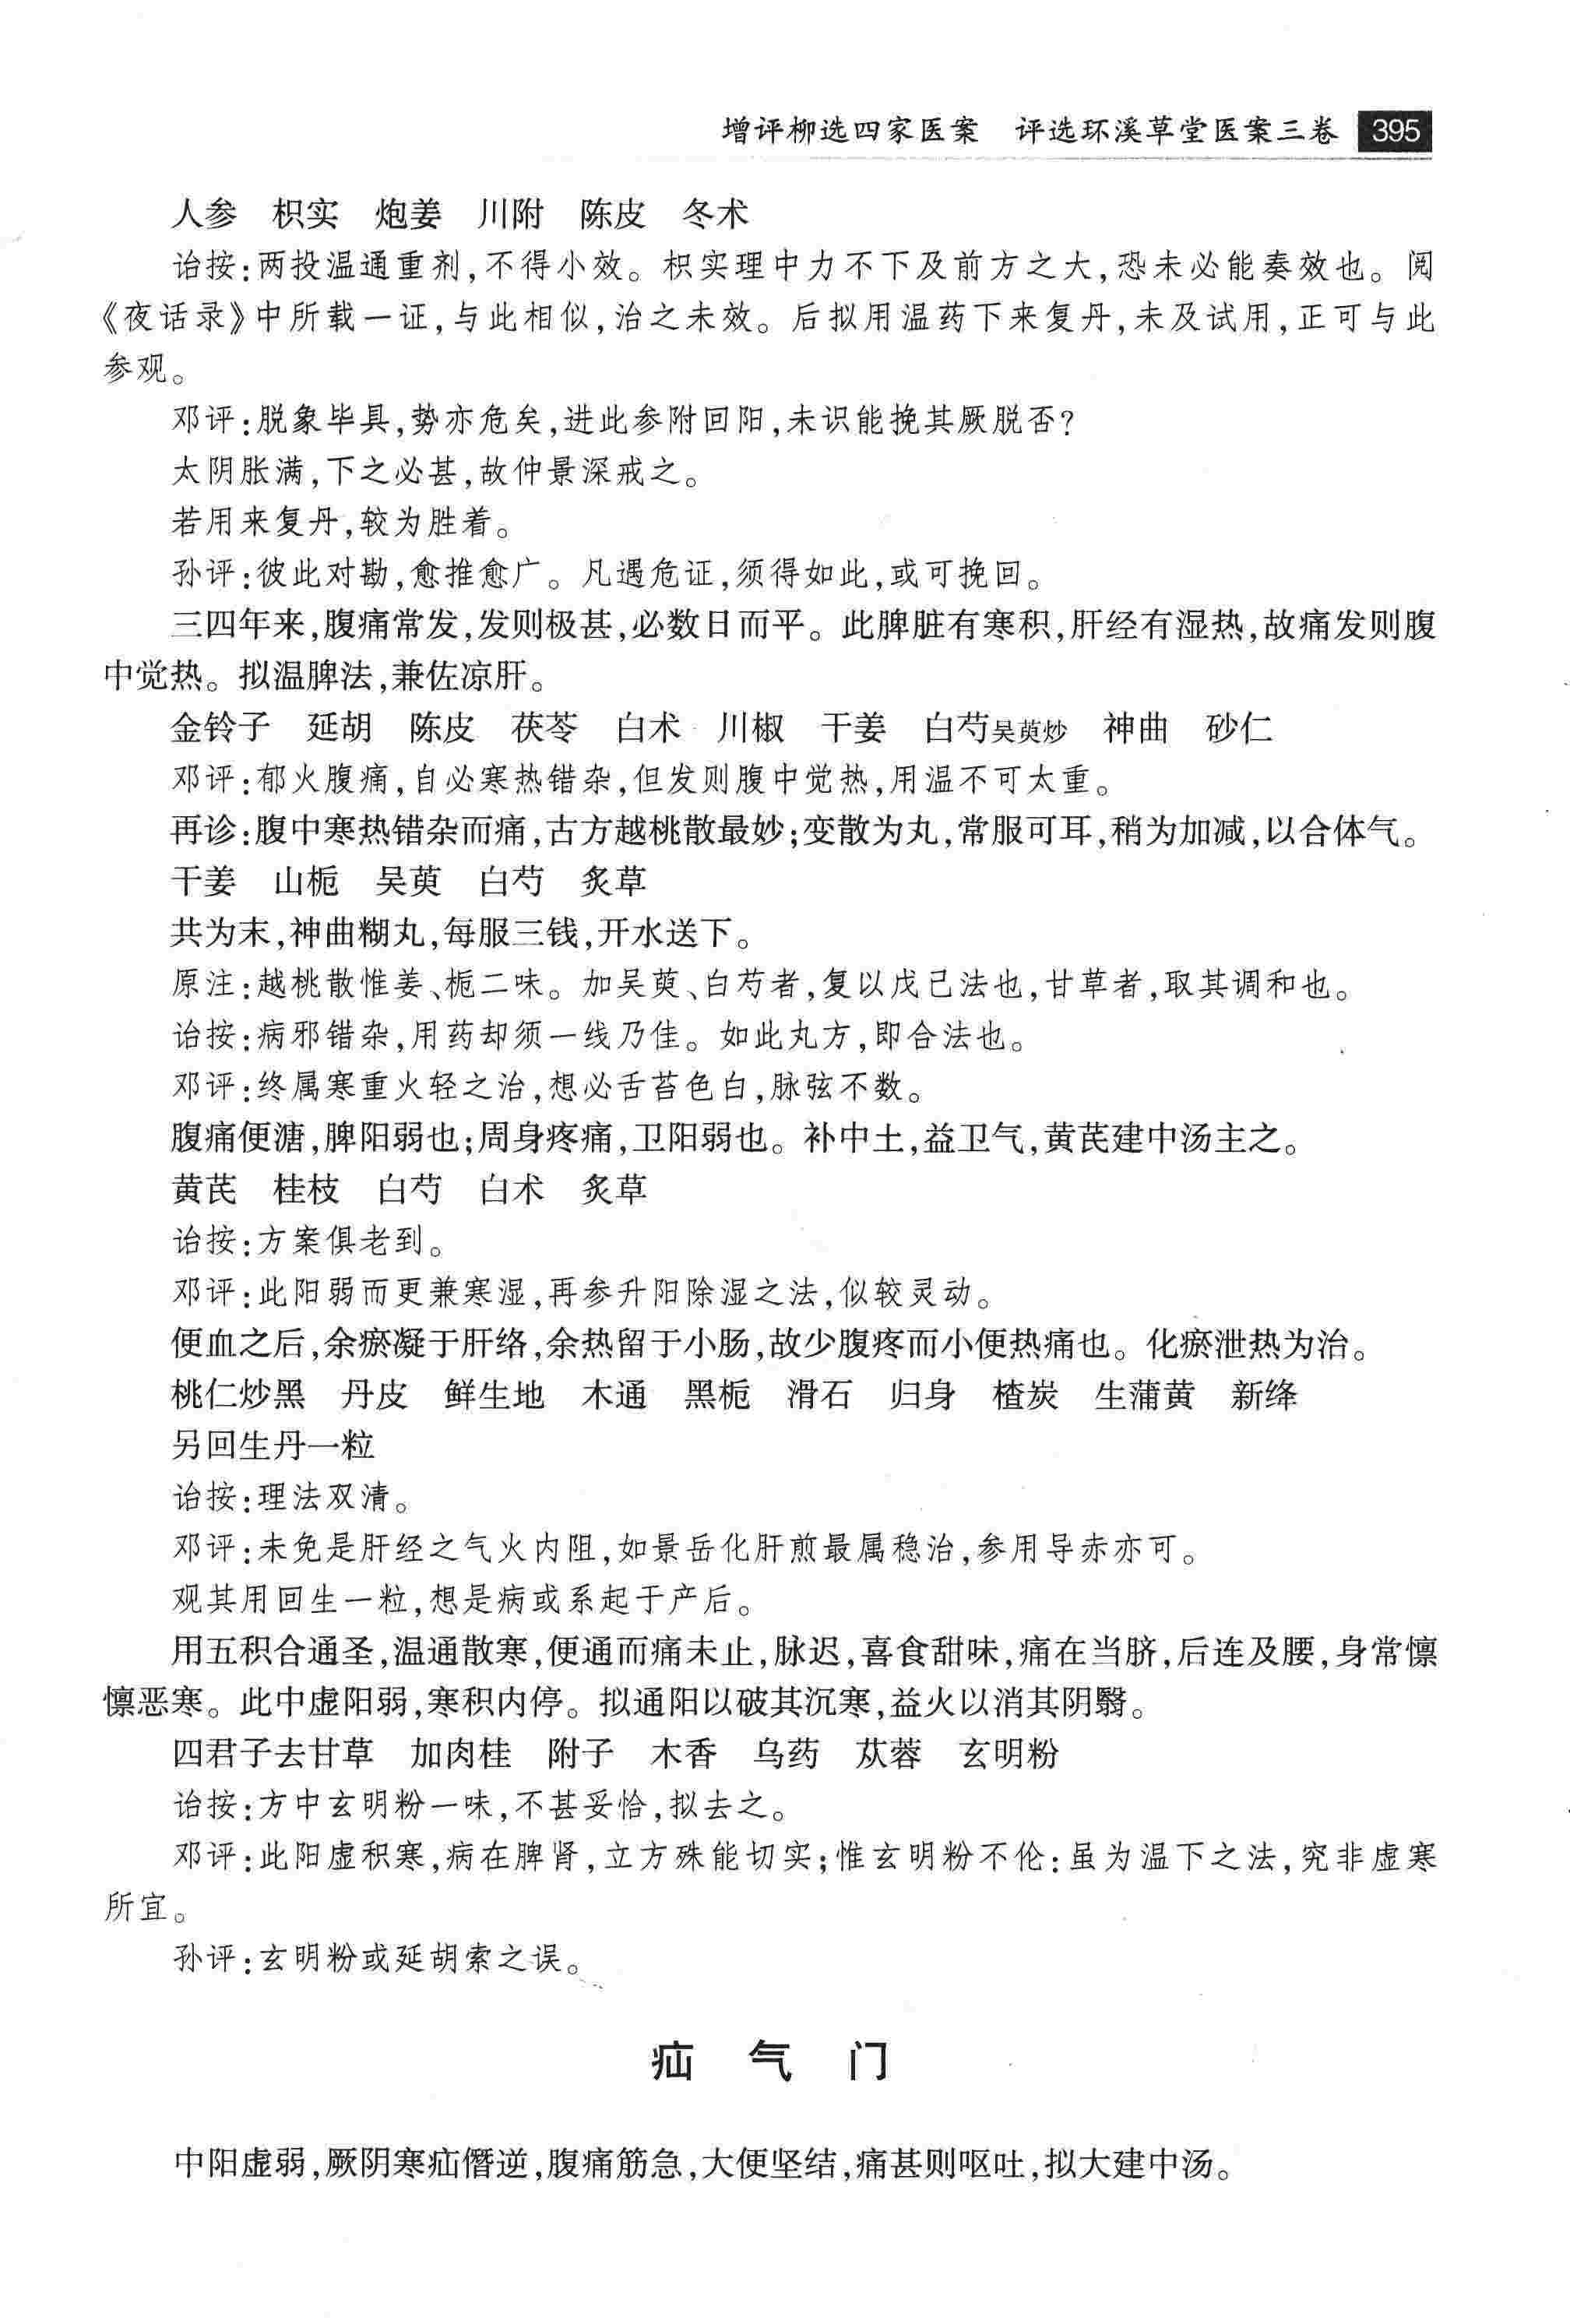 增评柳选四家医案　评选环溪草堂医案三卷　395
人参　枳实　炮姜　川附　陈皮　冬术
诒按:两投温通重剂,不得小效。枳实理中力不下及前方之大,恐未必能奏效也。阅
《夜话录》中所载一证,与此相似,治之未效。后拟用温药下来复丹,未及试用,正可与此
参观。
邓评:脱象毕具,势亦危矣,进此参附回阳,未识能挽其厥脱否?
太阴胀满,下之必甚,故仲景深戒之。
若用来复丹,较为胜着。
孙评:彼此对勘,愈推愈广。凡遇危证,须得如此,或可挽回。
三四年来,腹痛常发,发则极甚,必数日而平。此脾脏有寒积,肝经有湿热,故痛发则腹
中觉热。拟温脾法,兼佐凉肝。
金铃子　延胡　陈皮　茯苓　白术　川椒　干姜　白芍吴萸炒　神曲　砂仁
邓评:郁火腹痛,自必寒热错杂,但发则腹中觉热,用温不可太重。
再诊:腹中寒热错杂而痛,古方越桃散最妙;变散为丸,常服可耳,稍为加减,以合体气。
干姜　山栀　吴萸　白芍　炙草
共为末,神曲糊丸,每服三钱,开水送下。
原注:越桃散惟姜、栀二味。加吴萸、白芍者,复以戊己法也,甘草者,取其调和也。
诒按:病邪错杂,用药却须一线乃佳。如此丸方,即合法也。
邓评:终属寒重火轻之治,想必舌苔色白,脉弦不数。
腹痛便溏,脾阳弱也;周身疼痛,卫阳弱也。补中土,益卫气,黄芪建中汤主之。
黄芪　桂枝　白芍　白术　炙草
诒按:方案俱老到。
邓评:此阳弱而更兼寒湿,再参升阳除湿之法,似较灵动。
便血之后,余瘀凝于肝络,余热留于小肠,故少腹疼而小便热痛也。化瘀泄热为治。
桃仁炒黑　丹皮　鲜生地　木通　黑栀　滑石　归身　楂炭　生蒲黄　新绛
另回生丹一粒
诒按:理法双清。
邓评:未免是肝经之气火内阻,如景岳化肝煎最属稳治,参用导赤亦可。
观其用回生一粒,想是病或系起于产后。
用五积合通圣,温通散寒,便通而痛未止,脉迟,喜食甜味,痛在当脐,后连及腰,身常懔
懔恶寒。此中虚阳弱,寒积内停。拟通阳以破其沉寒,益火以消其阴翳。
四君子去甘草　加肉桂　附子　木香　乌药　苁蓉　玄明粉
诒按:方中玄明粉一味,不甚妥恰,拟去之。
邓评:此阳虚积寒,病在脾肾,立方殊能切实;惟玄明粉不伦:虽为温下之法,究非虚寒
所宜。
孙评:玄明粉或延胡索之误。
疝　气　门
中阳虚弱,厥阴寒疝僭逆,腹痛筋急,大便坚结,痛甚则呕吐,拟大建中汤。